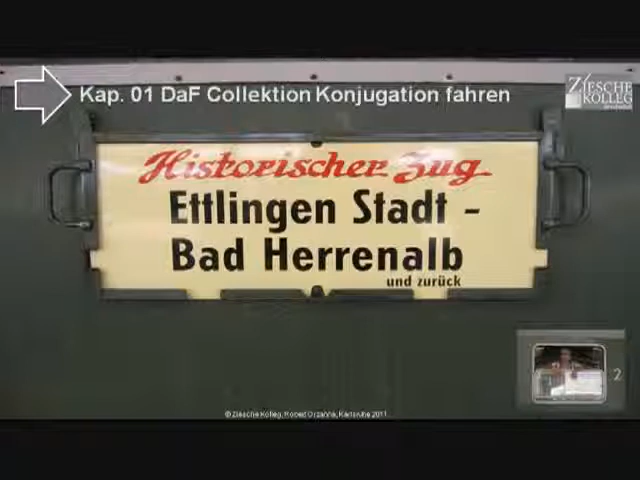 Kap. 01 DaF Collektion Konjugation fahren
ZIESCHE
KOLLEG
Historischer Zug
Ettlingen Stadt -
Bad Herrenalb
und zurück
2